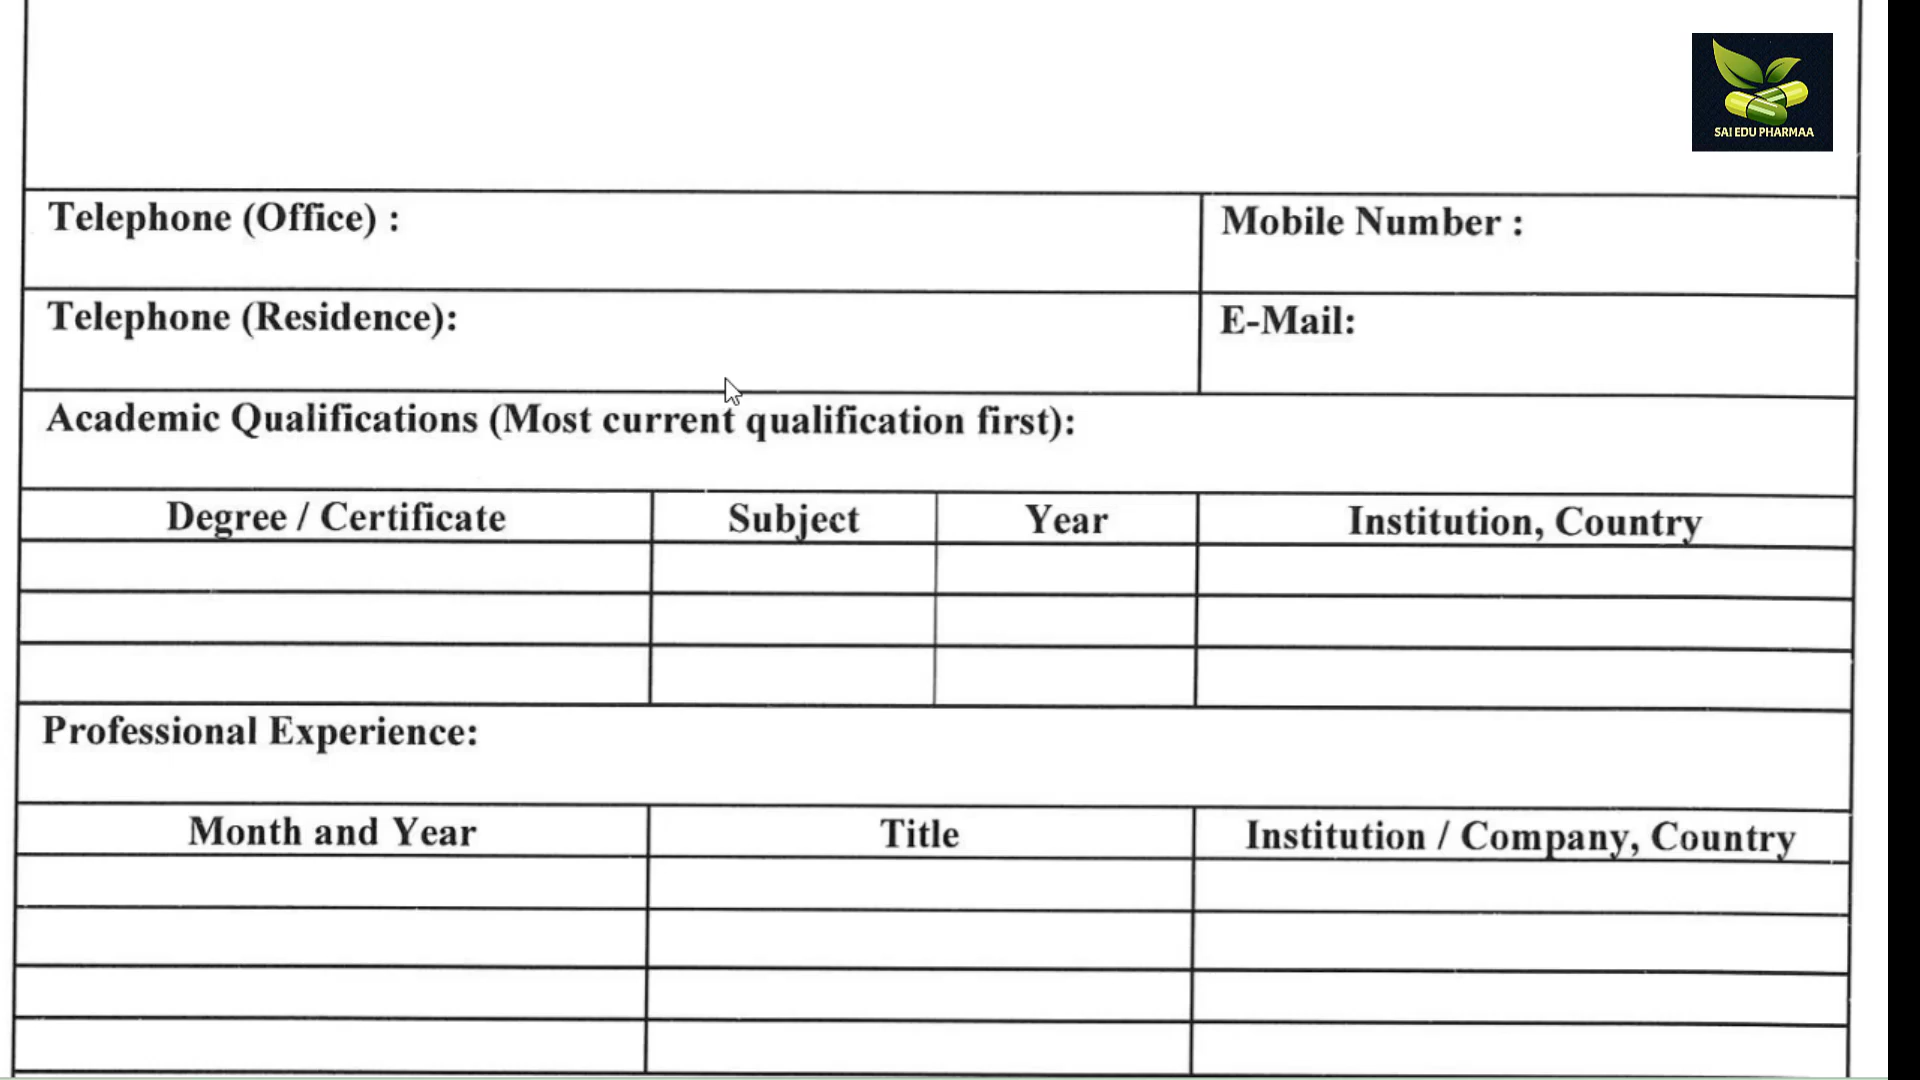 SAI EDU PHARMAA
Telephone (Office) :
Mobile Number :
Telephone (Residence):
E-Mail:
Academic Qualifications (Most current qualification first):
Degree / Certificate
Subject
Year
Institution, Country
Professional Experience:
Month and Year
Title
Institution / Company, Country